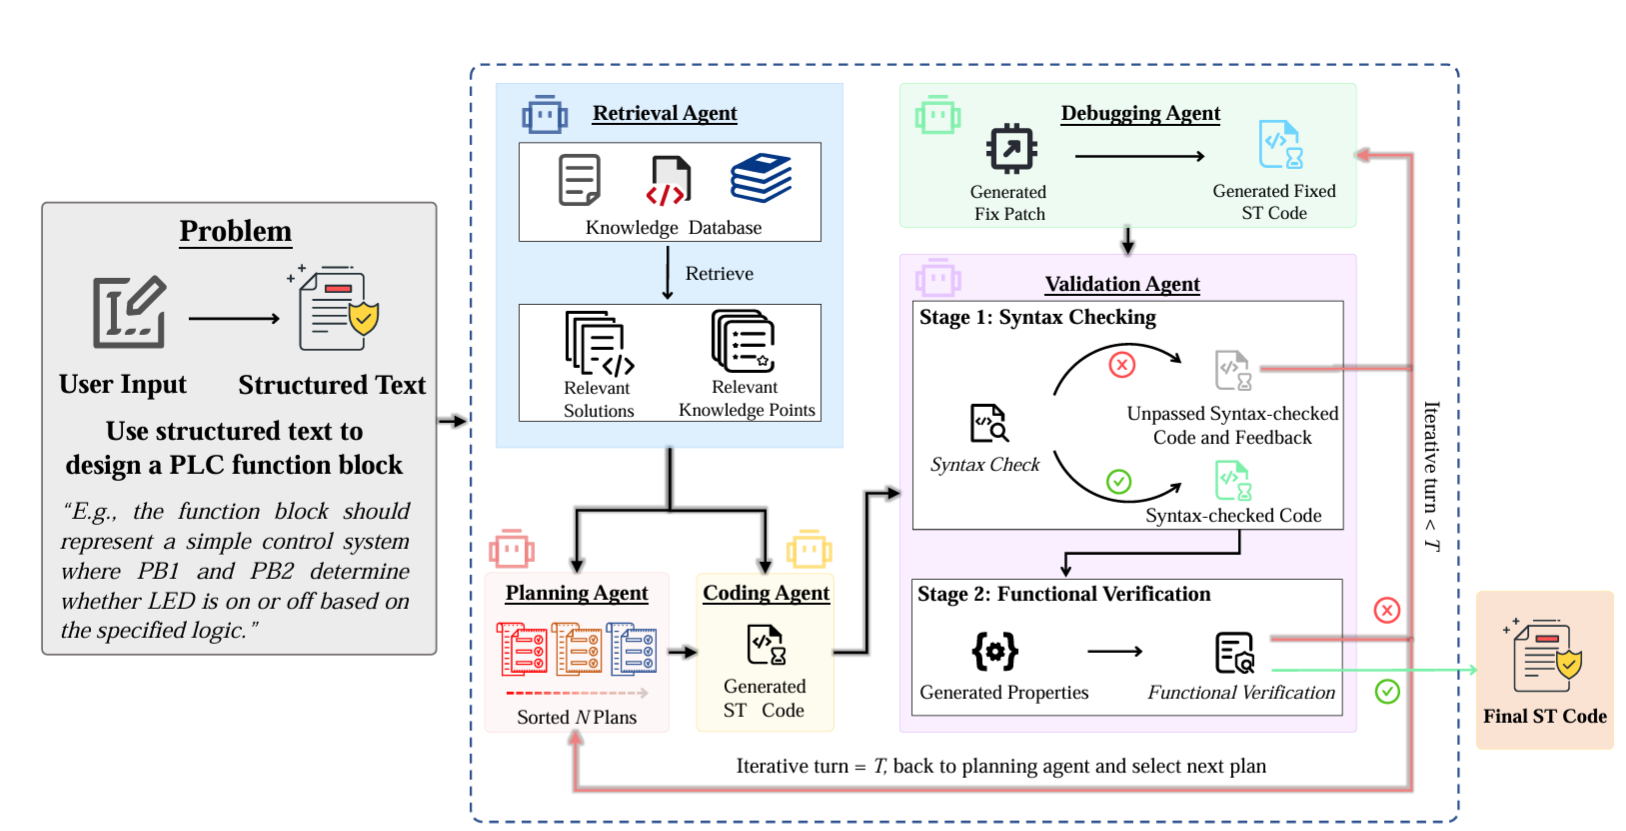 Problem
User Input
Structured Text
Use structured text to
design a PLC function block
“E.g., the function block should
represent a simple control system
where PB1 and PB2 determine
whether LED is on or off based on
the specified logic.”
Retrieval Agent
Knowledge Database
Retrieve
Relevant
Solutions
Relevant
Knowledge Points
Planning Agent
Sorted N Plans
Coding Agent
Generated
ST Code
Debugging Agent
Generated
Fix Patch
Generated Fixed
ST Code
Validation Agent
Stage 1: Syntax Checking
Syntax Check
Unpassed Syntax-checked
Code and Feedback
Syntax-checked Code
Stage 2: Functional Verification
Generated Properties
Functional Verification
Iterative turn < T
Iterative turn = T, back to planning agent and select next plan
Final ST Code